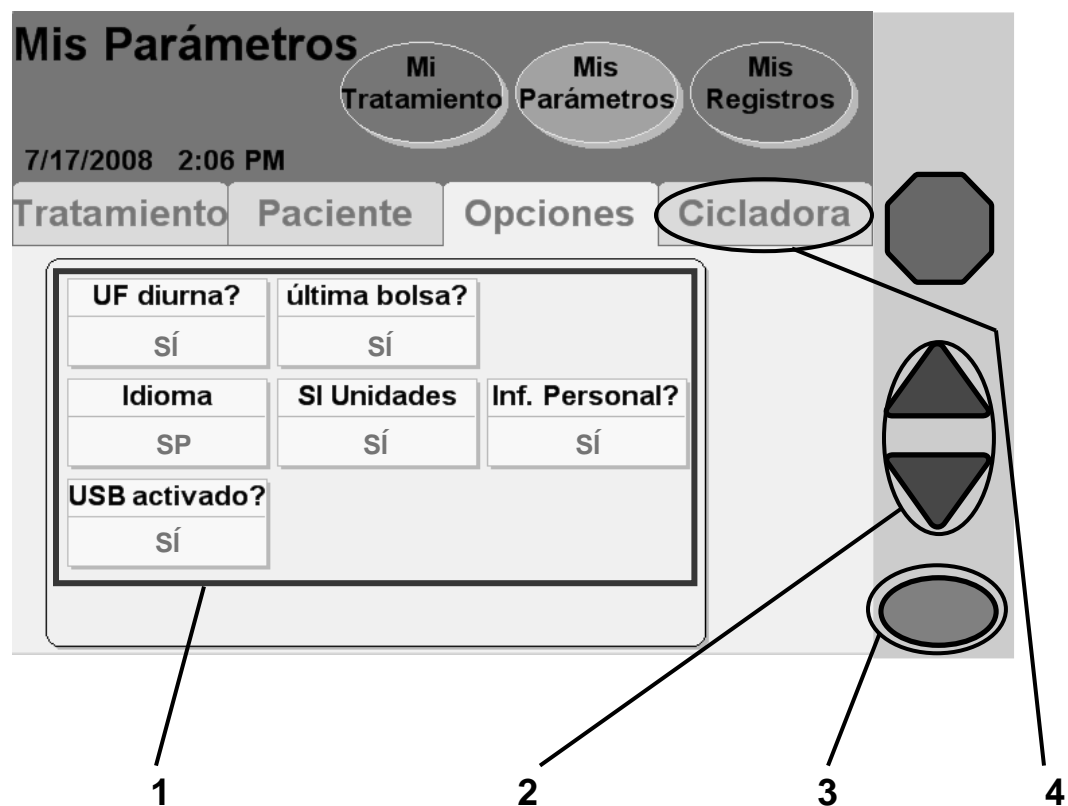 Mis Parámetros
Mi
Tratamiento
Mis
Parámetros
Mis
Registros
7/17/2008 2:06 PM
Tratamiento
Paciente
Opciones
Cicladora
UF diurna?
SÍ
última bolsa?
SÍ
Idioma
SP
SI Unidades
SÍ
Inf. Personal?
SÍ
USB activado?
SÍ
1
2
3
4